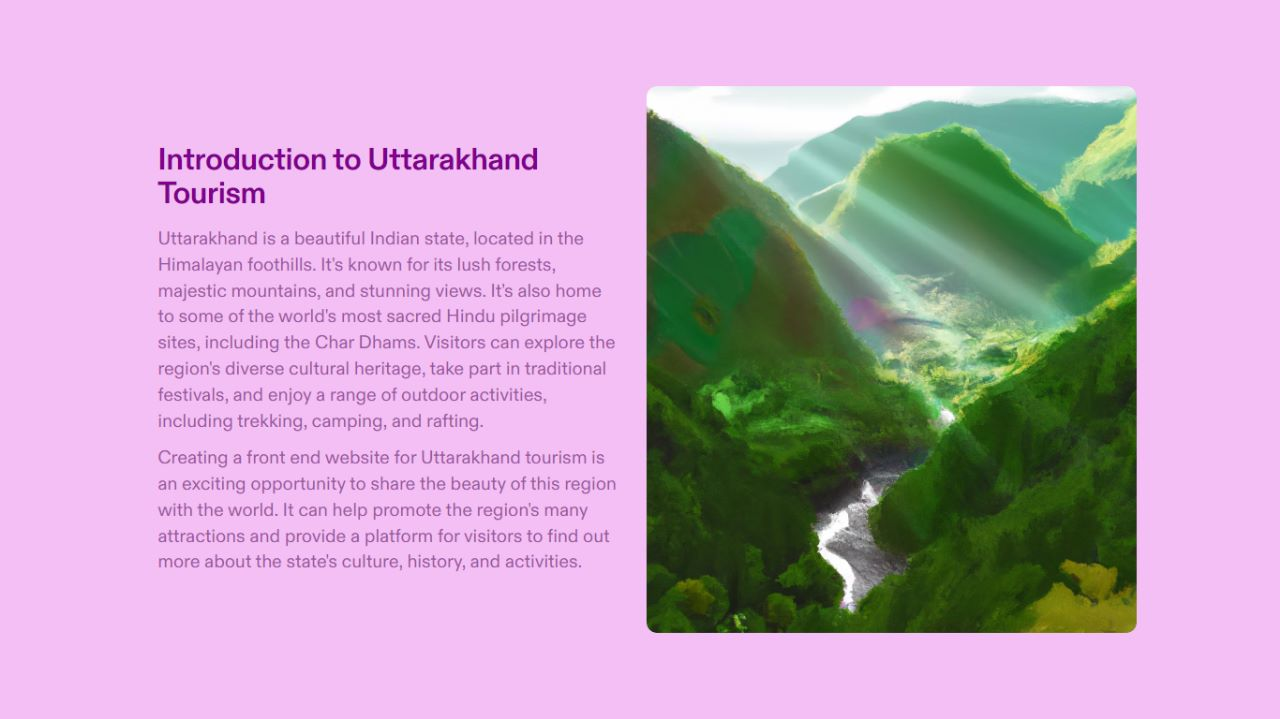 Introduction to Uttarakhand
Tourism
Uttarakhand is a beautiful Indian state, located in the
Himalayan foothills. It's known for its lush forests,
majestic mountains, and stunning views. It's also home
to some of the world's most sacred Hindu pilgrimage
sites, including the Char Dhams. Visitors can explore the
region's diverse cultural heritage, take part in traditional
festivals, and enjoy a range of outdoor activities,
including trekking, camping, and rafting.
Creating a front end website for Uttarakhand tourism is
an exciting opportunity to share the beauty of this region
with the world. It can help promote the region's many
attractions and provide a platform for visitors to find out
more about the state's culture, history, and activities.